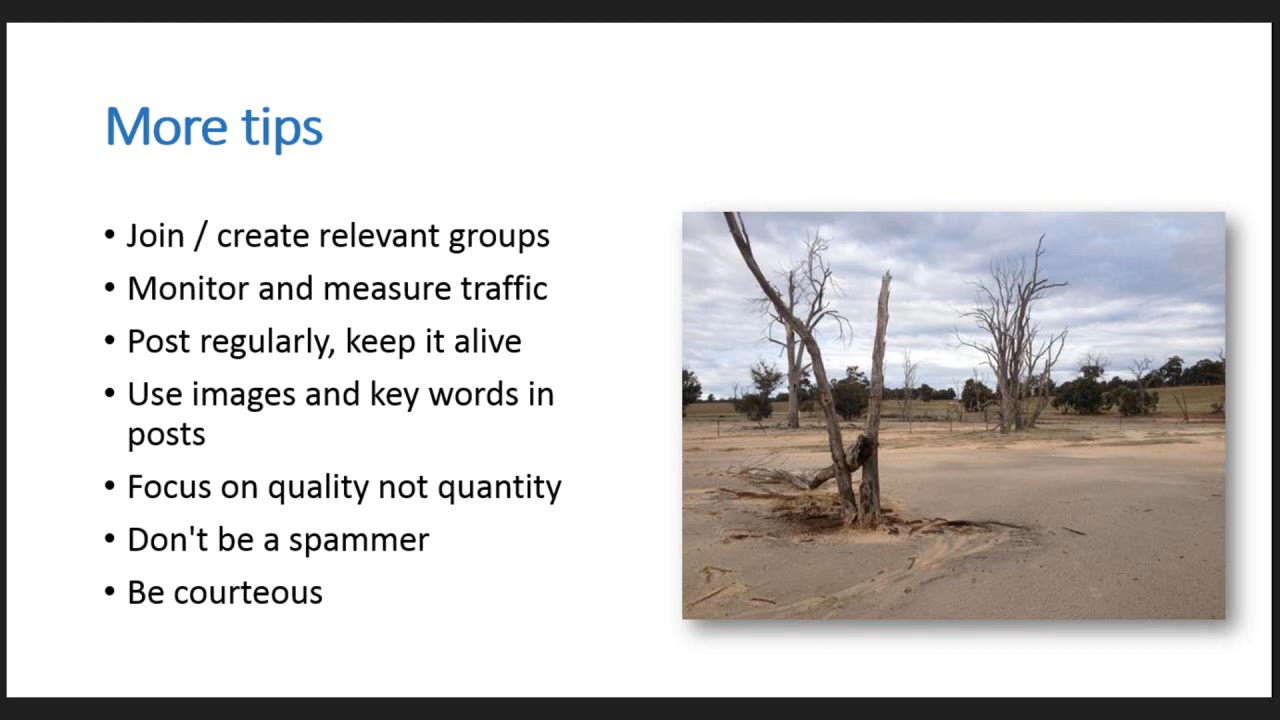 More tips
• Join / create relevant groups
• Monitor and measure traffic
• Post regularly, keep it alive
• Use images and key words in
posts
• Focus on quality not quantity
• Don't be a spammer
• Be courteous